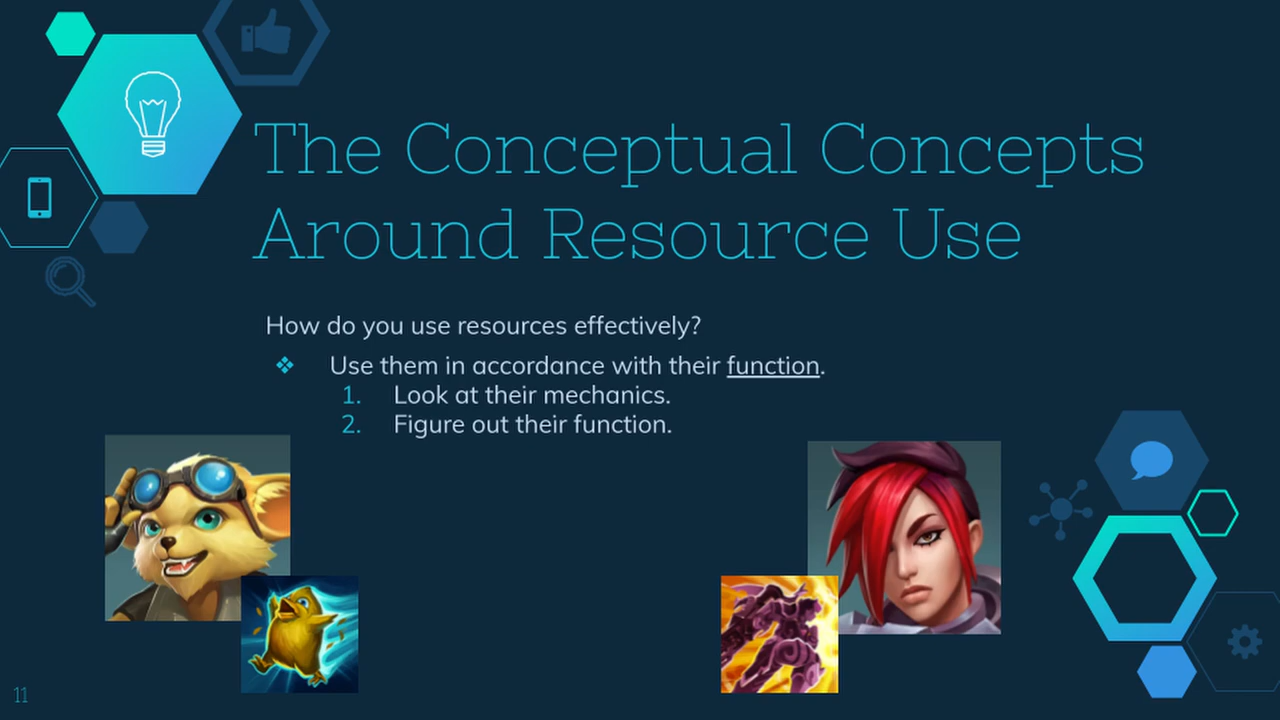 The Conceptual Concepts
Around Resource Use
How do you use resources effectively?
❖ Use them in accordance with their function.
1. Look at their mechanics.
2. Figure out their function.
11